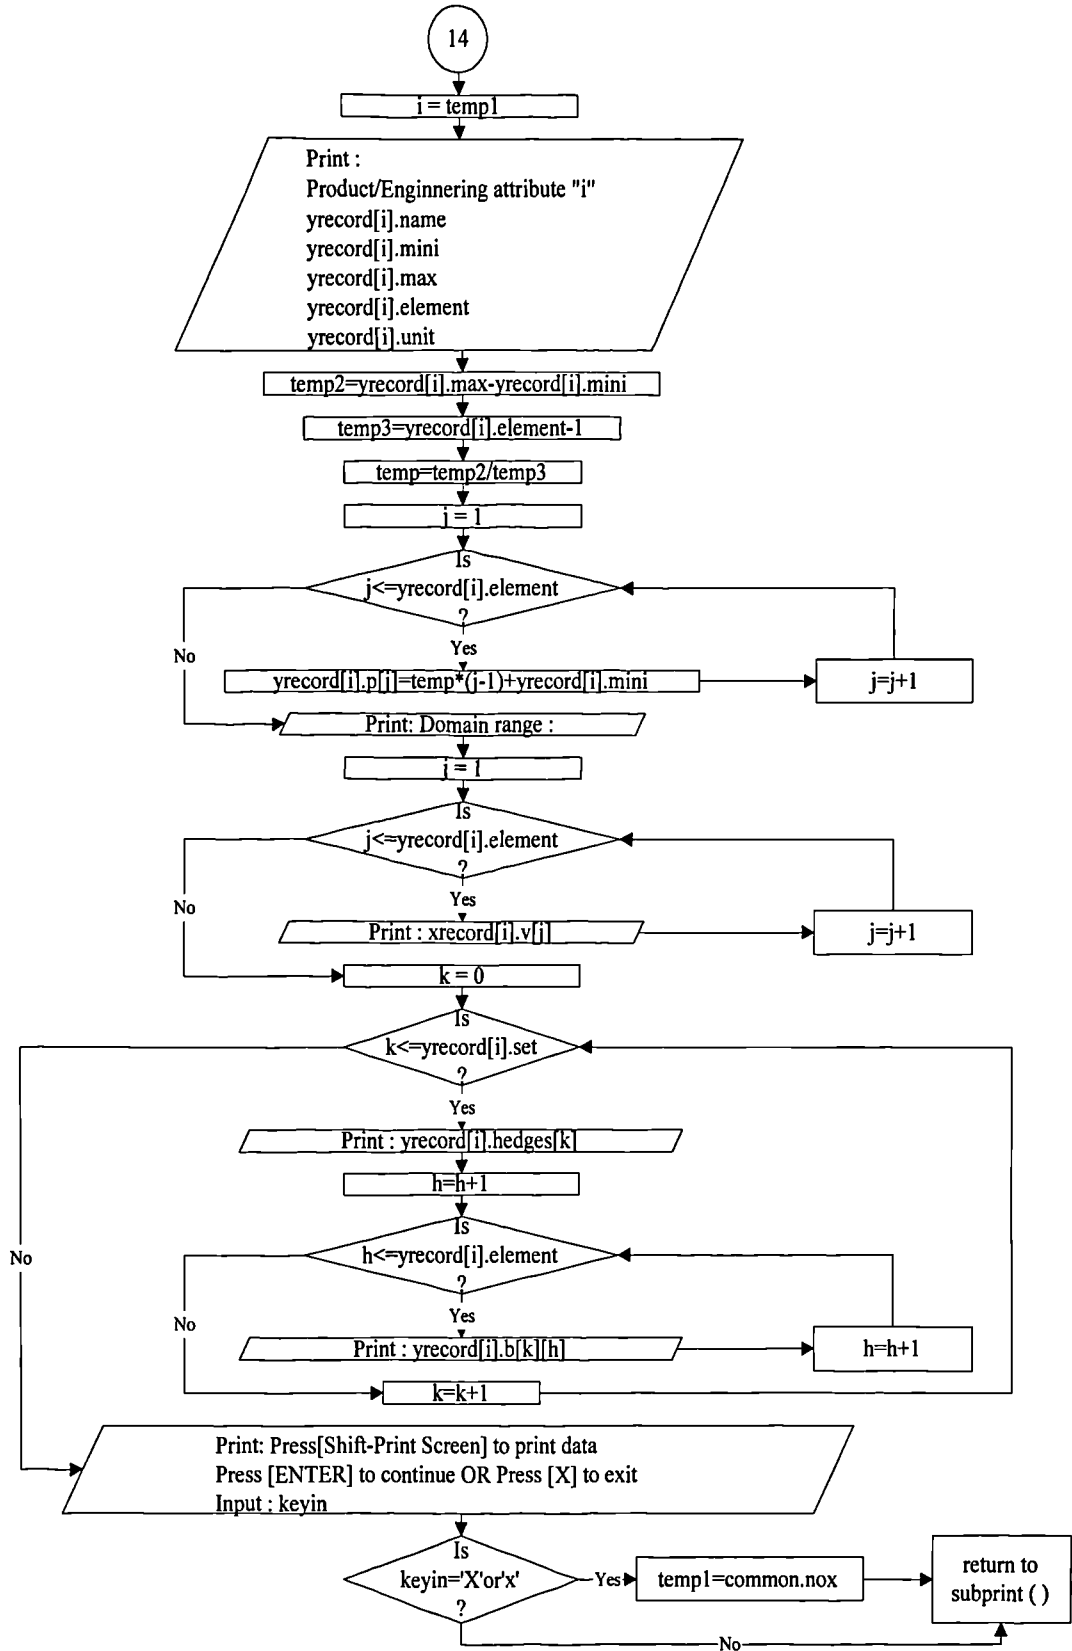 14
i = temp1
Print :
Product/Enginnering attribute "i"
yrecord[i].name
yrecord[i].mini
yrecord[i].max
yrecord[i].element
yrecord[i].unit
temp2=yrecord[i].max-yrecord[i].mini
temp3=yrecord[i].element-1
temp=temp2/temp3
j = 1
Is
j<=yrecord[i].element
?
Yes
No
yrecord[i].p[j]=temp*(j-1)+yrecord[i].mini
j=j+1
Print: Domain range :
j = 1
Is
j<=yrecord[i].element
?
Yes
No
Print : xrecord[i].v[j]
j=j+1
k = 0
Is
k<=yrecord[i].set
?
Yes
Print : yrecord[i].hedges[k]
h=h+1
Is
No
h<=yrecord[i].element
?
Yes
No
Print : yrecord[i].b[k][h]
h=h+1
k=k+1
Print: Press[Shift-Print Screen] to print data
Press [ENTER] to continue OR Press [X] to exit
Input : keyin
Is
keyin='X'or'x'
?
Yes
temp1=common.nox
return to
subprint ( )
No